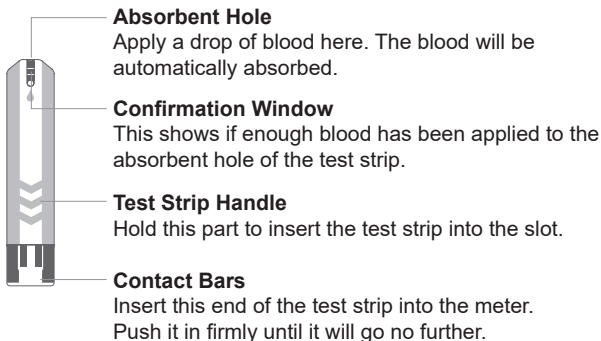 Absorbent Hole
Apply a drop of blood here. The blood will be
automatically absorbed.
Confirmation Window
This shows if enough blood has been applied to the
absorbent hole of the test strip.
Test Strip Handle
Hold this part to insert the test strip into the slot.
Contact Bars
Insert this end of the test strip into the meter.
Push it in firmly until it will go no further.